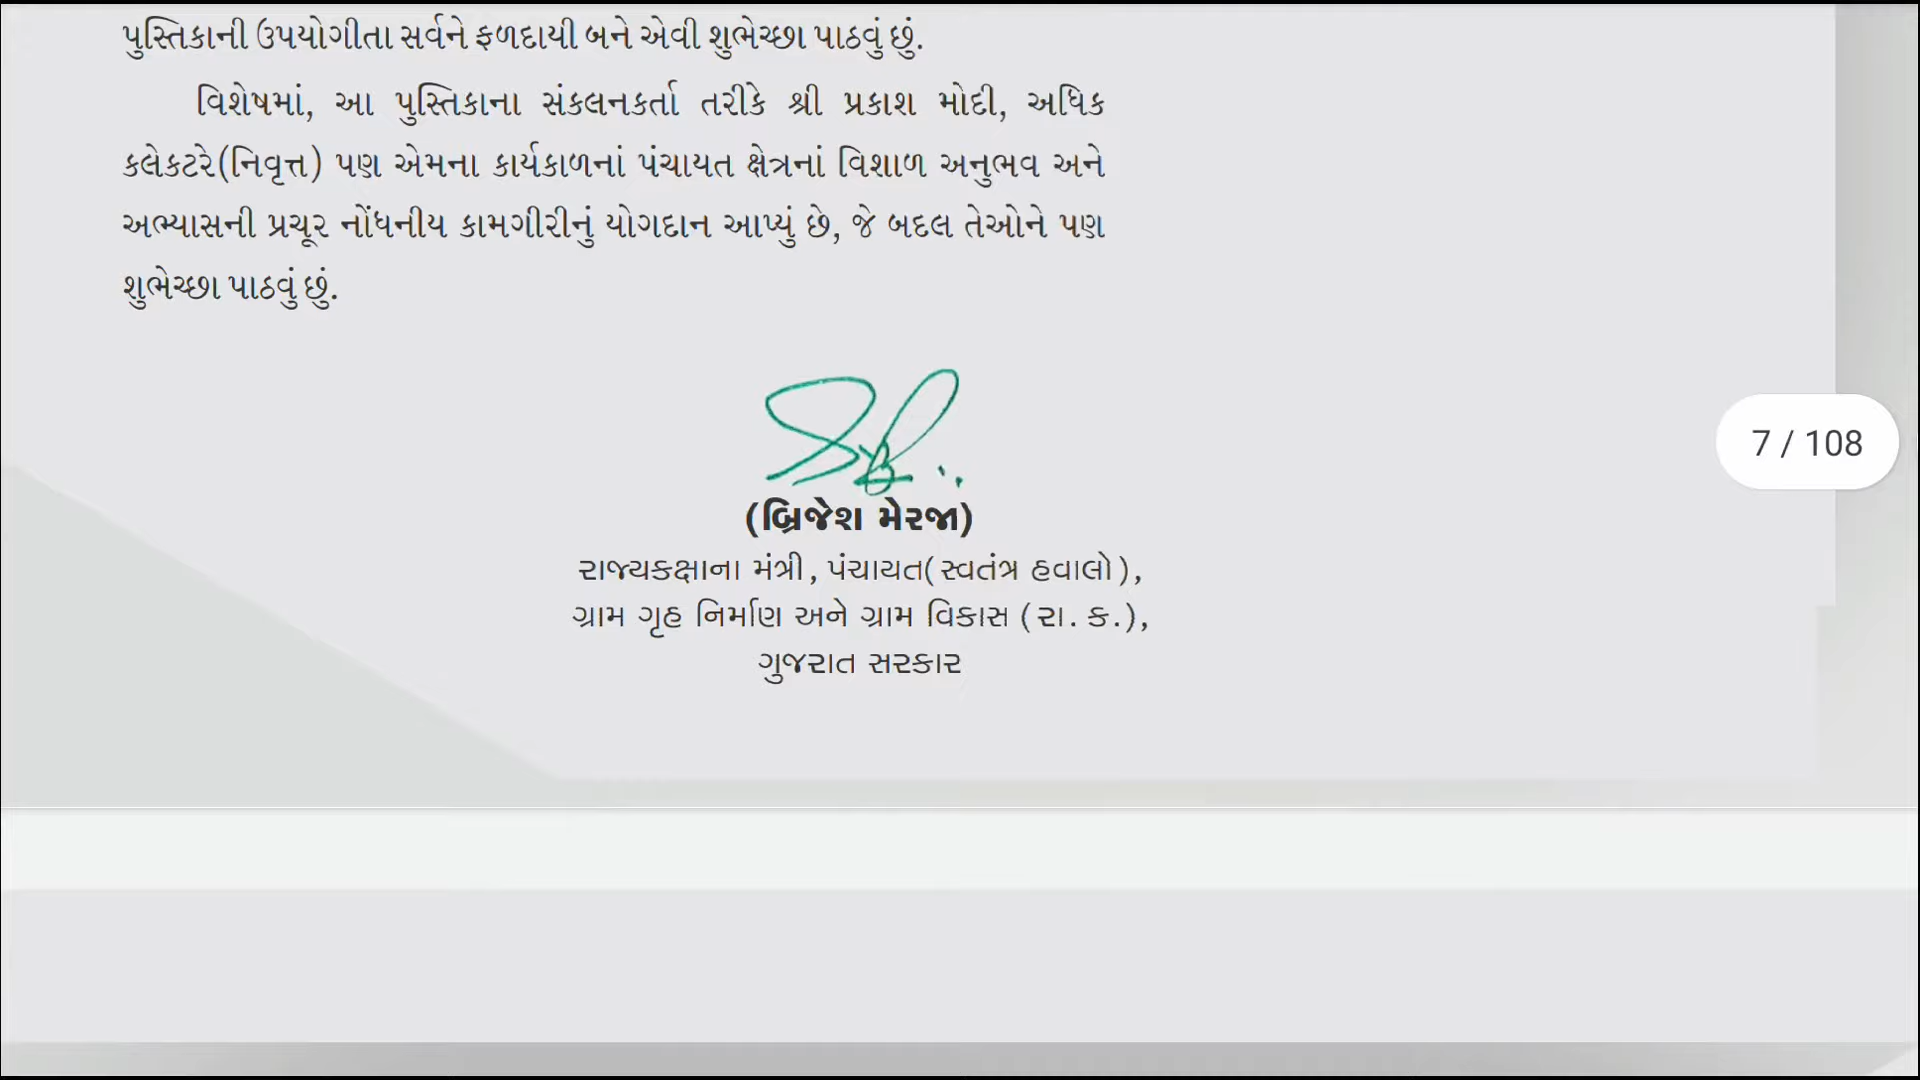 પુસ્તિકાની ઉપયોગીતા સર્વને ફળદાયી બને એવી શુભેચ્છા પાઠવું છું.
વિશેષમાં, આ પુસ્તિકાના સંકલનકર્તા તરીકે શ્રી પ્રકાશ મોદી, અધિક
કલેકટરે(નિવૃત્ત) પણ એમના કાર્યકાળનાં પંચાયત ક્ષેત્રનાં વિશાળ અનુભવ અને
અભ્યાસની પ્રચૂર નોંધનીય કામગીરીનું યોગદાન આપ્યું છે, જે બદલ તેઓને પણ
શુભેચ્છા પાઠવું છું.
7 / 108
(બ્રિજેશ મેરજા)
રાજ્યકક્ષાના મંત્રી, પંચાયત(સ્વતંત્ર હવાલો),
ગ્રામ ગૃહ નિર્માણ અને ગ્રામ વિકાસ (રા. ક.),
ગુજરાત સરકાર